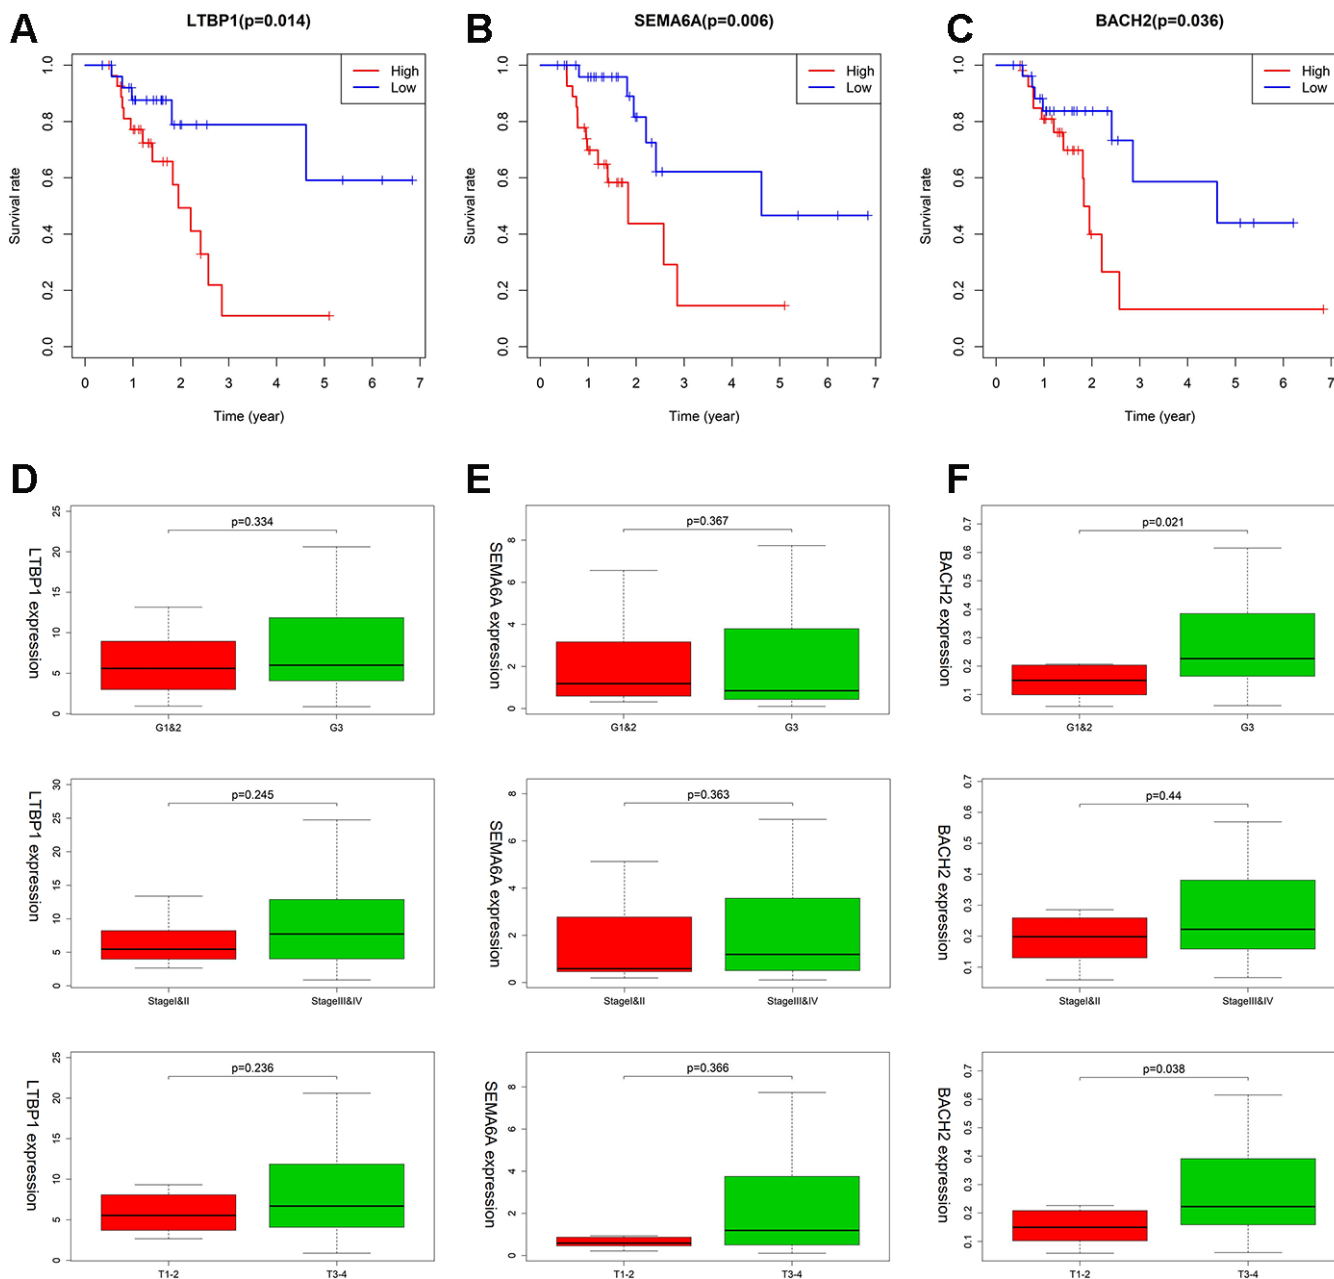 A
LTBP1(p=0.014)
High
Low
Survival rate
0.0 0.2 0.4 0.6 0.8 1.0
0 1 2 3 4 5 6 7
Time (year)
B
SEMA6A(p=0.006)
High
Low
Survival rate
0.0 0.2 0.4 0.6 0.8 1.0
0 1 2 3 4 5 6 7
Time (year)
C
BACH2(p=0.036)
High
Low
Survival rate
0.0 0.2 0.4 0.6 0.8 1.0
0 1 2 3 4 5 6 7
Time (year)
D
LTBP1 expression
0 5 10 15 20 25
p=0.334
G1&2 G3
LTBP1 expression
0 5 10 15 20 25 30
p=0.245
StageI&II StageIII&IV
LTBP1 expression
0 5 10 15 20 25
p=0.236
T1-2 T3-4
E
SEMA6A expression
0 2 4 6 8
p=0.367
G1&2 G3
SEMA6A expression
0 2 4 6 8
p=0.363
StageI&II StageIII&IV
SEMA6A expression
0 2 4 6 8
p=0.366
T1-2 T3-4
F
BACH2 expression
0.1 0.2 0.3 0.4 0.5 0.6 0.7
p=0.021
G1&2 G3
BACH2 expression
0.1 0.2 0.3 0.4 0.5 0.6 0.7
p=0.44
StageI&II StageIII&IV
BACH2 expression
0.1 0.2 0.3 0.4 0.5 0.6 0.7
p=0.038
T1-2 T3-4